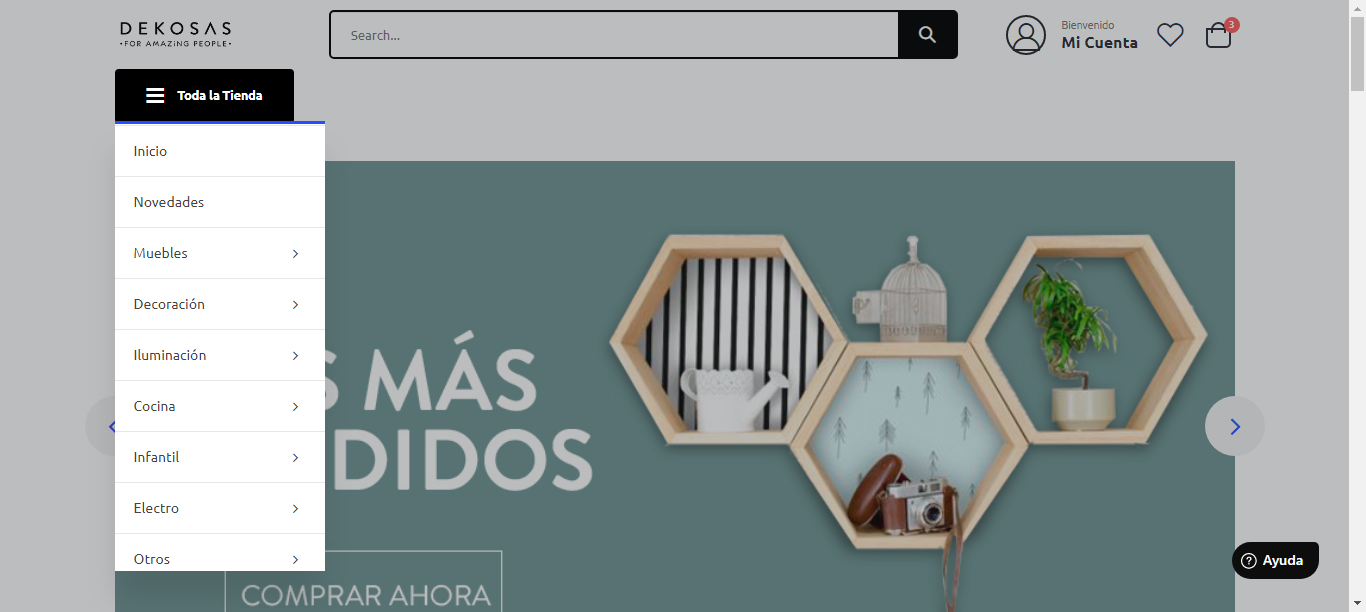 DEKOSAS
•FOR AMAZING PEOPLE•
Search...
Bienvenido
Mi Cuenta
3
Toda la Tienda
Inicio
Novedades
Muebles
Decoración
Iluminación
Cocina
Infantil
Electro
Otros
MÁS
DIDOS
COMPRAR AHORA
Ayuda